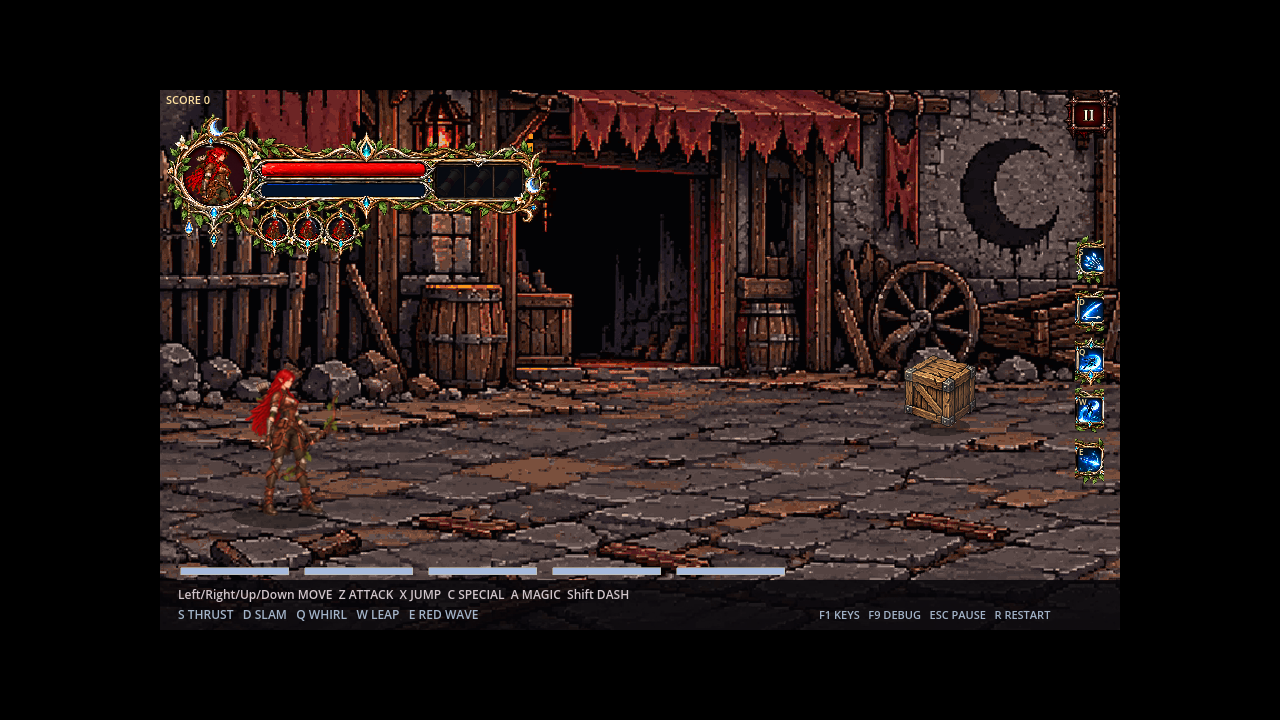 SCORE 0
II
D
Q
W
E
Left/Right/Up/Down MOVE  Z ATTACK  X JUMP  C SPECIAL  A MAGIC  Shift DASH
S THRUST  D SLAM  Q WHIRL  W LEAP  E RED WAVE
F1 KEYS  F9 DEBUG  ESC PAUSE  R RESTART